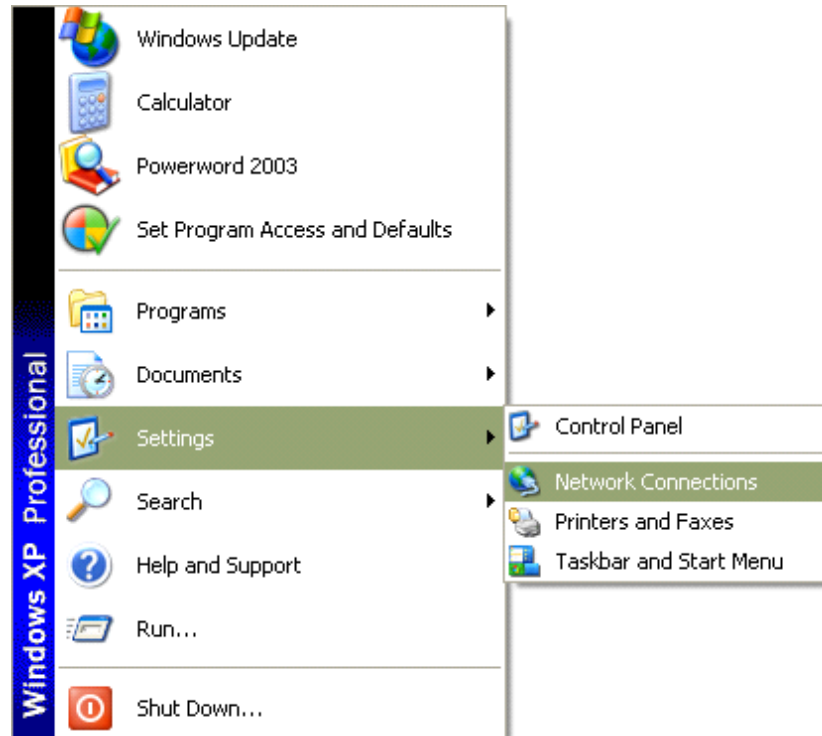 Windows Update
Calculator
Powerword 2003
Set Program Access and Defaults
Programs
Documents
Settings
Search
Help and Support
Run...
Shut Down...
Control Panel
Network Connections
Printers and Faxes
Taskbar and Start Menu
Windows XP Professional